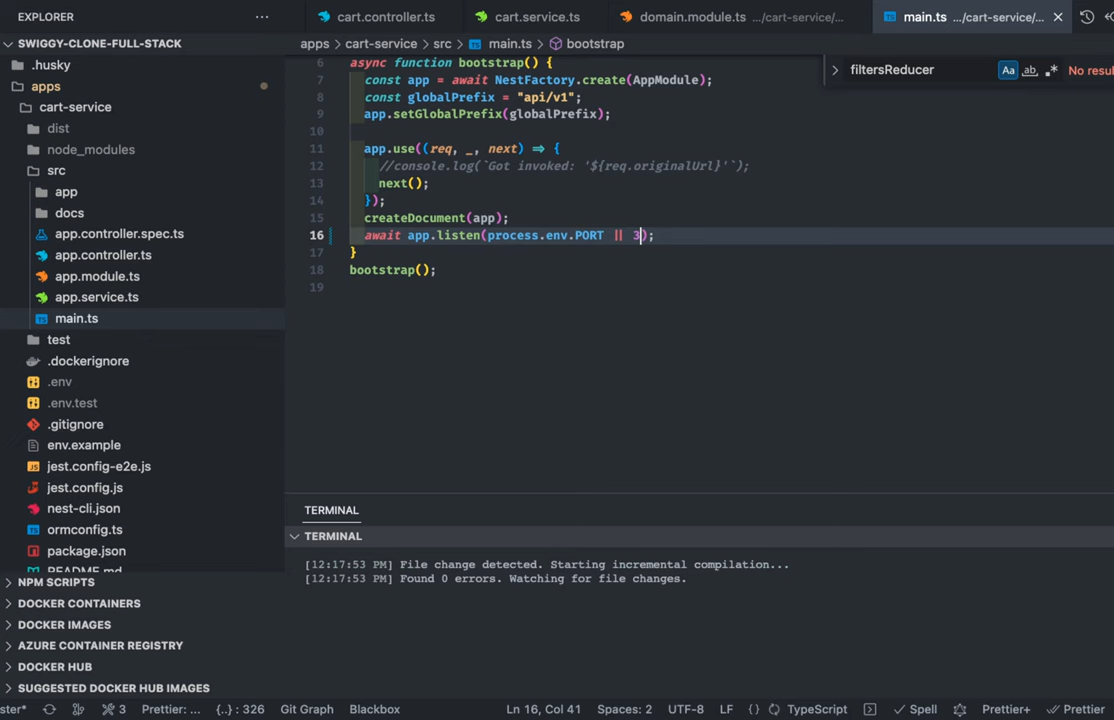 EXPLORER ...
cart.controller.ts
cart.service.ts
domain.module.ts .../cart-service/...
main.ts .../cart-service/...
SWIGGY-CLONE-FULL-STACK
apps > cart-service > src > main.ts > bootstrap
filtersReducer Aa ab .* No resul
.husky
apps
cart-service
dist
node_modules
src
app
docs
app.controller.spec.ts
app.controller.ts
app.module.ts
app.service.ts
main.ts
test
.dockerignore
.env
.env.test
.gitignore
env.example
jest.config-e2e.js
jest.config.js
nest-cli.json
ormconfig.ts
package.json
README.md
NPM SCRIPTS
DOCKER CONTAINERS
DOCKER IMAGES
AZURE CONTAINER REGISTRY
DOCKER HUB
SUGGESTED DOCKER HUB IMAGES
6 async function bootstrap() {
7 const app = await NestFactory.create(AppModule);
8 const globalPrefix = "api/v1";
9 app.setGlobalPrefix(globalPrefix);
10
11 app.use((req, _, next) => {
12 //console.log(`Got invoked: '${req.originalUrl}'`);
13 next();
14 });
15 createDocument(app);
16 await app.listen(process.env.PORT || 3);
17 }
18 bootstrap();
19
TERMINAL
TERMINAL
[12:17:53 PM] File change detected. Starting incremental compilation...
[12:17:53 PM] Found 0 errors. Watching for file changes.
ster* 3 Prettier: ... {..} : 326 Git Graph Blackbox Ln 16, Col 41 Spaces: 2 UTF-8 LF {} TypeScript Spell Prettier+ Prettier